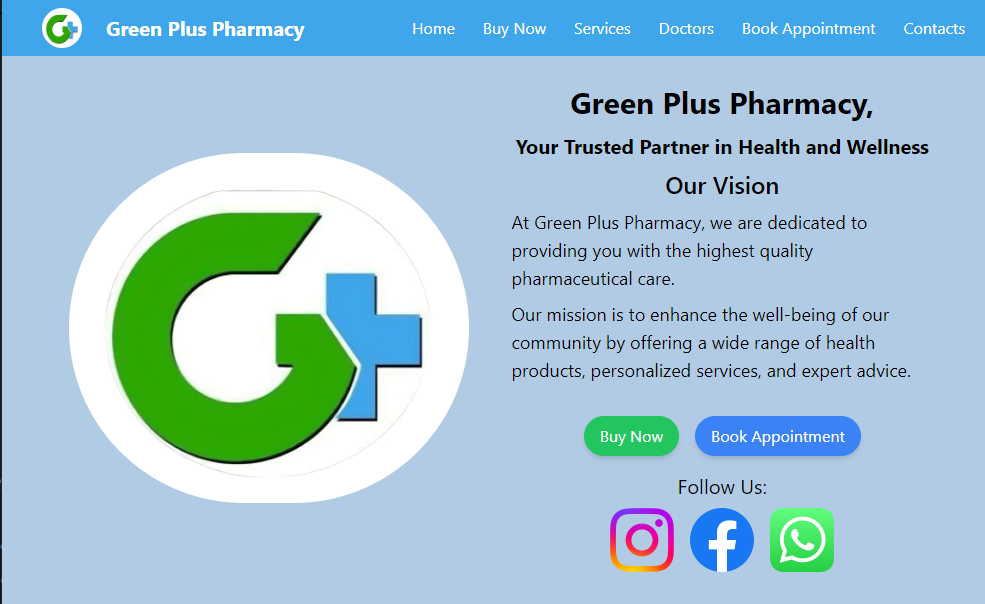 Green Plus Pharmacy
Home Buy Now Services Doctors Book Appointment Contacts
Green Plus Pharmacy,
Your Trusted Partner in Health and Wellness
Our Vision
At Green Plus Pharmacy, we are dedicated to
providing you with the highest quality
pharmaceutical care.
Our mission is to enhance the well-being of our
community by offering a wide range of health
products, personalized services, and expert advice.
Buy Now Book Appointment
Follow Us: